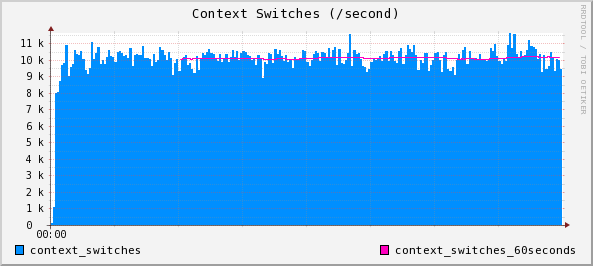 Context Switches (/second)
RRDTOOL / TOBI OETIKER
11 k
10 k
9 k
8 k
7 k
6 k
5 k
4 k
3 k
2 k
1 k
0
00:00
context_switches
context_switches_60seconds